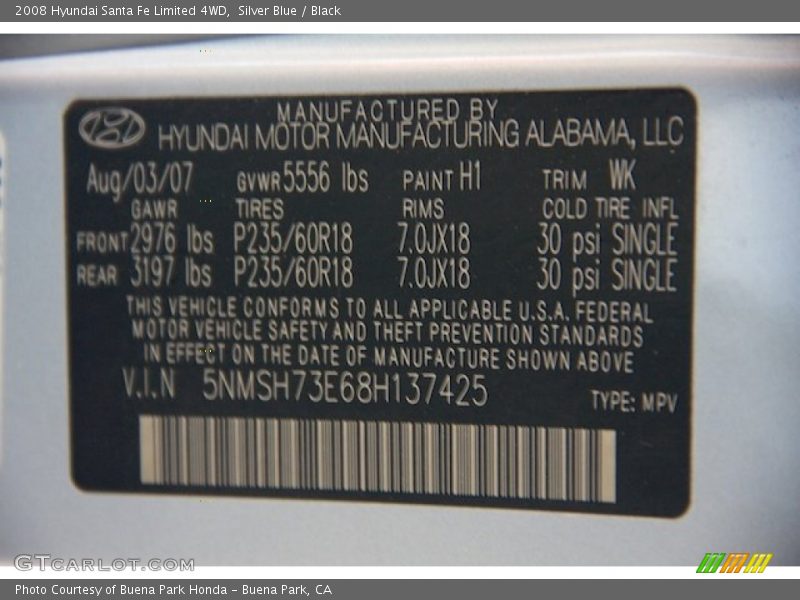 2008 Hyundai Santa Fe Limited 4WD,  Silver Blue / Black
MANUFACTURED BY
HYUNDAI MOTOR MANUFACTURING ALABAMA, LLC
Aug/03/07 GVWR 5556 lbs PAINT H1 TRIM WK
GAWR TIRES RIMS COLD TIRE INFL
FRONT 2976 lbs P235/60R18 7.0JX18 30 psi SINGLE
REAR 3197 lbs P235/60R18 7.0JX18 30 psi SINGLE
THIS VEHICLE CONFORMS TO ALL APPLICABLE U.S.A. FEDERAL
MOTOR VEHICLE SAFETY AND THEFT PREVENTION STANDARDS
IN EFFECT ON THE DATE OF MANUFACTURE SHOWN ABOVE
V.I.N 5NMSH73E68H137425
TYPE: MPV
GTCARLOT.COM
Photo Courtesy of Buena Park Honda - Buena Park, CA